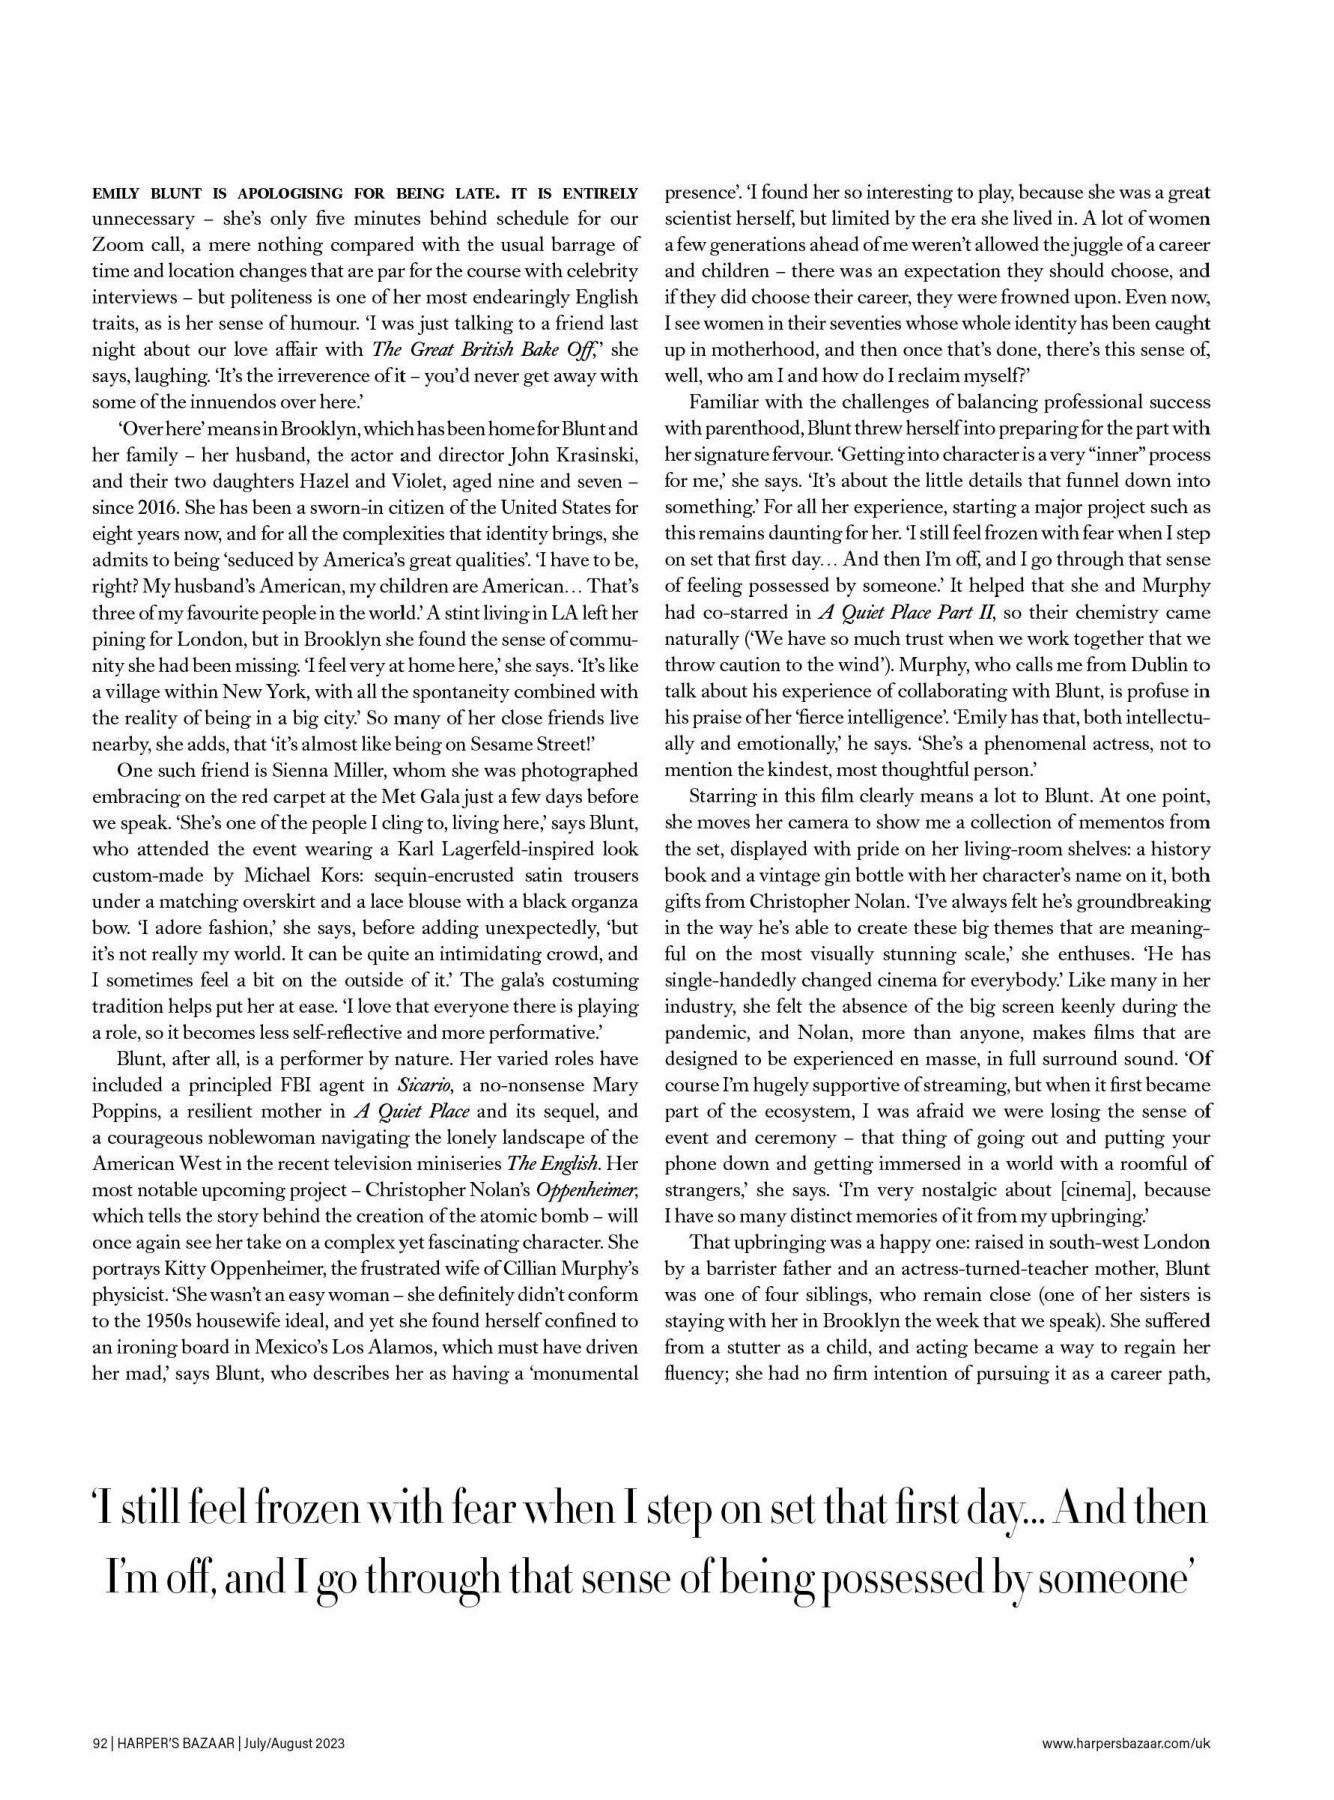 EMILY BLUNT IS APOLOGISING FOR BEING LATE. IT IS ENTIRELY
unnecessary – she’s only five minutes behind schedule for our
Zoom call, a mere nothing compared with the usual barrage of
time and location changes that are par for the course with celebrity
interviews – but politeness is one of her most endearingly English
traits, as is her sense of humour. ‘I was just talking to a friend last
night about our love affair with The Great British Bake Off,’ she
says, laughing. ‘It’s the irreverence of it – you’d never get away with
some of the innuendos over here.’
‘Over here’ means in Brooklyn, which has been home for Blunt and
her family – her husband, the actor and director John Krasinski,
and their two daughters Hazel and Violet, aged nine and seven –
since 2016. She has been a sworn-in citizen of the United States for
eight years now, and for all the complexities that identity brings, she
admits to being ‘seduced by America’s great qualities’. ‘I have to be,
right? My husband’s American, my children are American… That’s
three of my favourite people in the world.’ A stint living in LA left her
pining for London, but in Brooklyn she found the sense of commu-
nity she had been missing. ‘I feel very at home here,’ she says. ‘It’s like
a village within New York, with all the spontaneity combined with
the reality of being in a big city.’ So many of her close friends live
nearby, she adds, that ‘it’s almost like being on Sesame Street!’
One such friend is Sienna Miller, whom she was photographed
embracing on the red carpet at the Met Gala just a few days before
we speak. ‘She’s one of the people I cling to, living here,’ says Blunt,
who attended the event wearing a Karl Lagerfeld-inspired look
custom-made by Michael Kors: sequin-encrusted satin trousers
under a matching overskirt and a lace blouse with a black organza
bow. ‘I adore fashion,’ she says, before adding unexpectedly, ‘but
it’s not really my world. It can be quite an intimidating crowd, and
I sometimes feel a bit on the outside of it.’ The gala’s costuming
tradition helps put her at ease. ‘I love that everyone there is playing
a role, so it becomes less self-reflective and more performative.’
Blunt, after all, is a performer by nature. Her varied roles have
included a principled FBI agent in Sicario, a no-nonsense Mary
Poppins, a resilient mother in A Quiet Place and its sequel, and
a courageous noblewoman navigating the lonely landscape of the
American West in the recent television miniseries The English. Her
most notable upcoming project – Christopher Nolan’s Oppenheimer,
which tells the story behind the creation of the atomic bomb – will
once again see her take on a complex yet fascinating character. She
portrays Kitty Oppenheimer, the frustrated wife of Cillian Murphy’s
physicist. ‘She wasn’t an easy woman – she definitely didn’t conform
to the 1950s housewife ideal, and yet she found herself confined to
an ironing board in Mexico’s Los Alamos, which must have driven
her mad,’ says Blunt, who describes her as having a ‘monumental
presence’. ‘I found her so interesting to play, because she was a great
scientist herself, but limited by the era she lived in. A lot of women
a few generations ahead of me weren’t allowed the juggle of a career
and children – there was an expectation they should choose, and
if they did choose their career, they were frowned upon. Even now,
I see women in their seventies whose whole identity has been caught
up in motherhood, and then once that’s done, there’s this sense of,
well, who am I and how do I reclaim myself?’
Familiar with the challenges of balancing professional success
with parenthood, Blunt threw herself into preparing for the part with
her signature fervour. ‘Getting into character is a very “inner” process
for me,’ she says. ‘It’s about the little details that funnel down into
something.’ For all her experience, starting a major project such as
this remains daunting for her. ‘I still feel frozen with fear when I step
on set that first day… And then I’m off, and I go through that sense
of feeling possessed by someone.’ It helped that she and Murphy
had co-starred in A Quiet Place Part II, so their chemistry came
naturally (‘We have so much trust when we work together that we
throw caution to the wind’). Murphy, who calls me from Dublin to
talk about his experience of collaborating with Blunt, is profuse in
his praise of her ‘fierce intelligence’. ‘Emily has that, both intellectu-
ally and emotionally,’ he says. ‘She’s a phenomenal actress, not to
mention the kindest, most thoughtful person.’
Starring in this film clearly means a lot to Blunt. At one point,
she moves her camera to show me a collection of mementos from
the set, displayed with pride on her living-room shelves: a history
book and a vintage gin bottle with her character’s name on it, both
gifts from Christopher Nolan. ‘I’ve always felt he’s groundbreaking
in the way he’s able to create these big themes that are meaning-
ful on the most visually stunning scale,’ she enthuses. ‘He has
single-handedly changed cinema for everybody.’ Like many in her
industry, she felt the absence of the big screen keenly during the
pandemic, and Nolan, more than anyone, makes films that are
designed to be experienced en masse, in full surround sound. ‘Of
course I’m hugely supportive of streaming, but when it first became
part of the ecosystem, I was afraid we were losing the sense of
event and ceremony – that thing of going out and putting your
phone down and getting immersed in a world with a roomful of
strangers,’ she says. ‘I’m very nostalgic about [cinema], because
I have so many distinct memories of it from my upbringing.’
That upbringing was a happy one: raised in south-west London
by a barrister father and an actress-turned-teacher mother, Blunt
was one of four siblings, who remain close (one of her sisters is
staying with her in Brooklyn the week that we speak). She suffered
from a stutter as a child, and acting became a way to regain her
fluency; she had no firm intention of pursuing it as a career path,
‘I still feel frozen with fear when I step on set that first day... And then
I’m off, and I go through that sense of being possessed by someone’
92 | HARPER’S BAZAAR | July/August 2023
www.harpersbazaar.com/uk